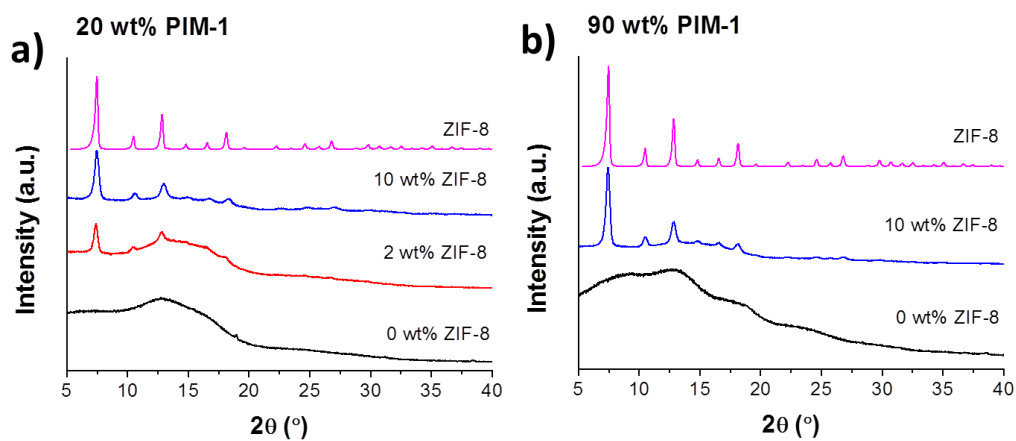 a)
20 wt% PIM-1
Intensity (a.u.)
ZIF-8
10 wt% ZIF-8
2 wt% ZIF-8
0 wt% ZIF-8
5 10 15 20 25 30 35 40
2θ (°)
b)
90 wt% PIM-1
Intensity (a.u.)
ZIF-8
10 wt% ZIF-8
0 wt% ZIF-8
5 10 15 20 25 30 35 40
2θ (°)